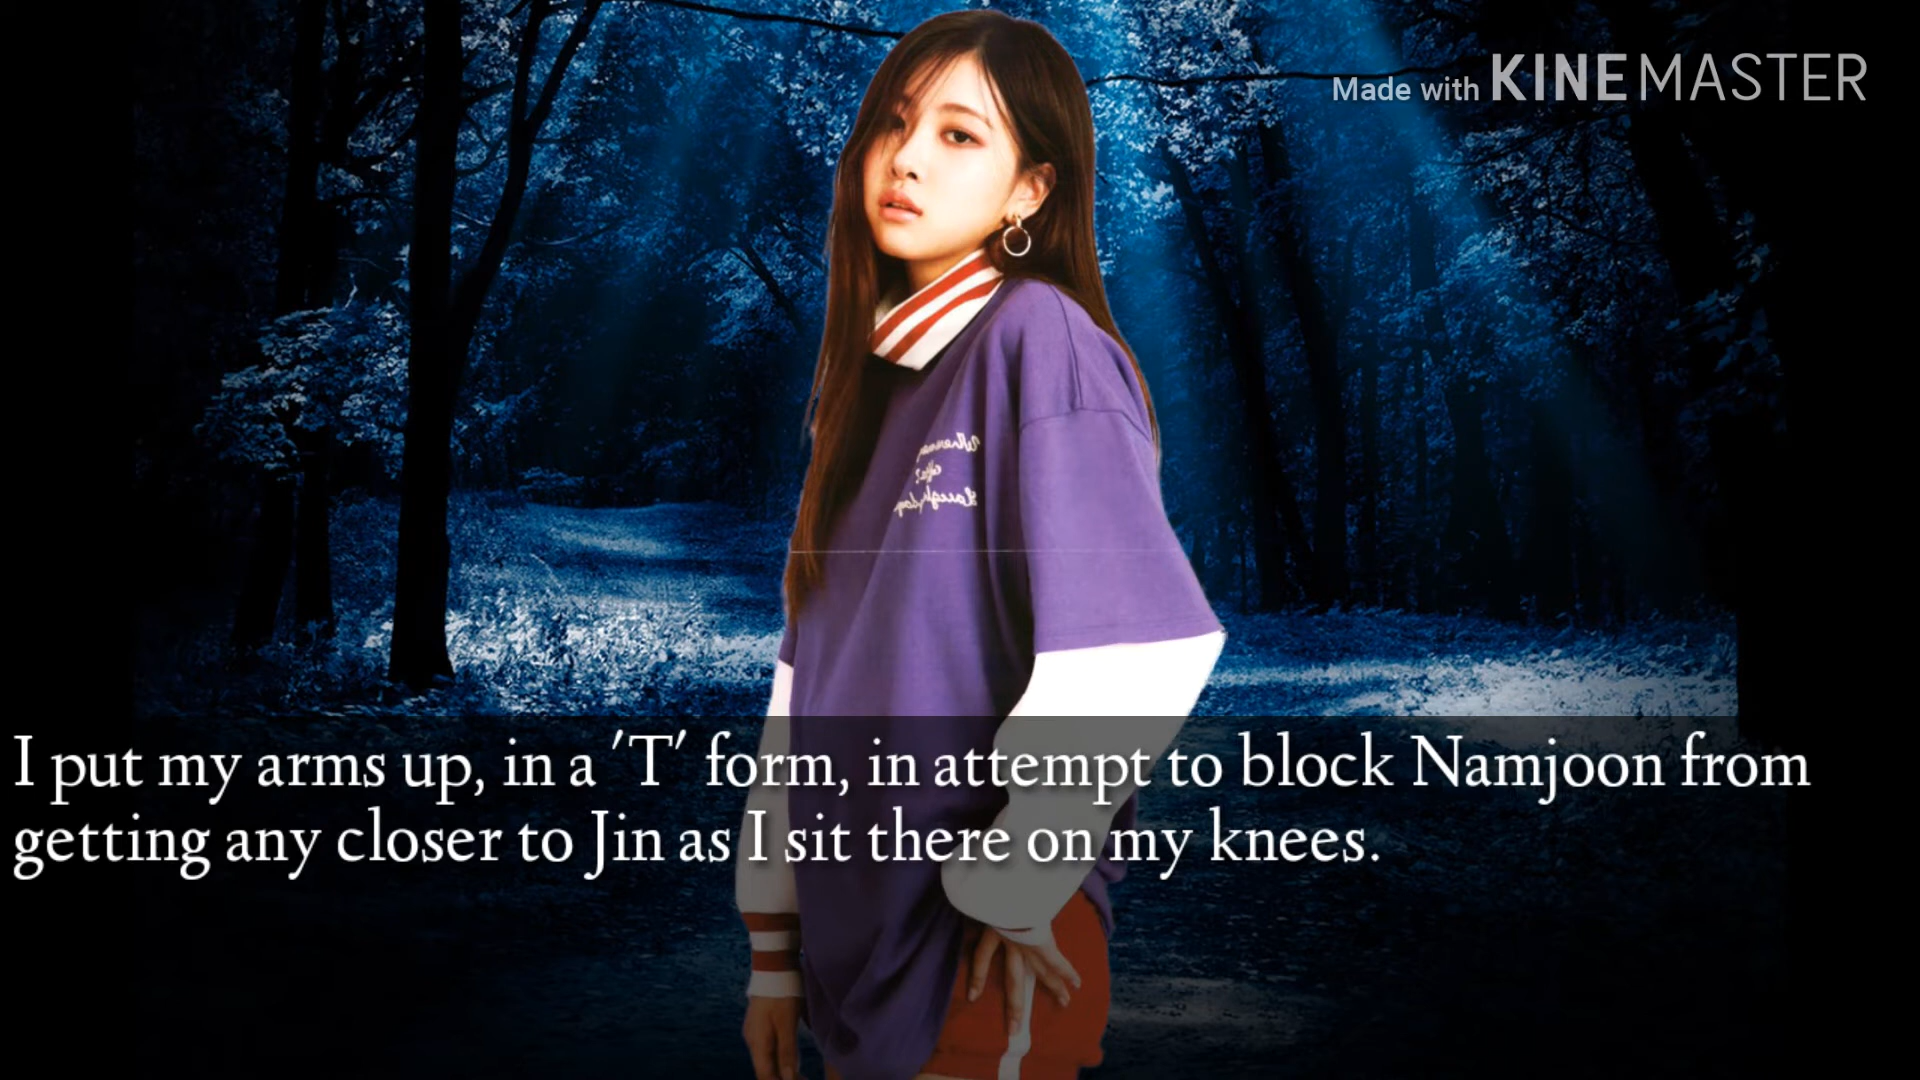 Made with KINEMASTER
I put my arms up, in a 'T' form, in attempt to block Namjoon from
getting any closer to Jin as I sit there on my knees.